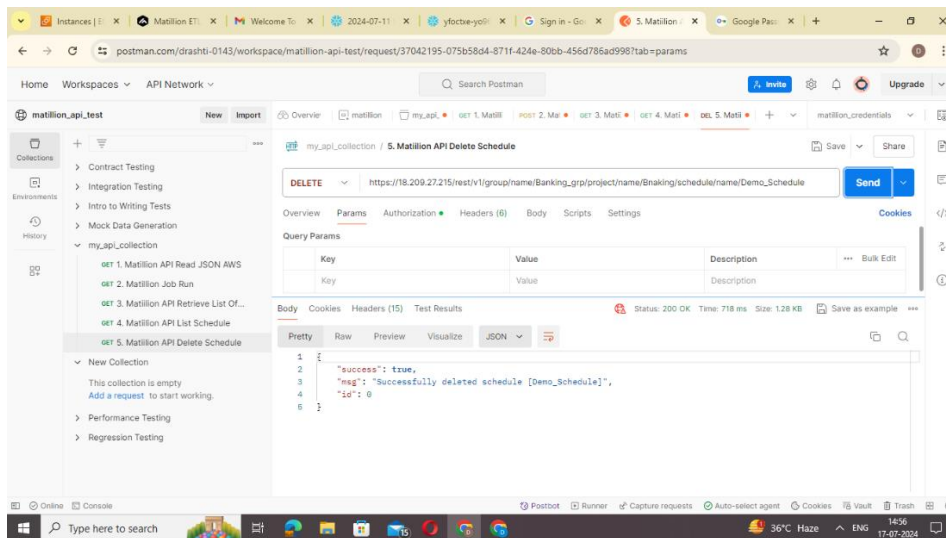 Instances | E
Matillion ET
Welcome To
2024-07-11
yfoctxe-yo9
Sign in - Go
5. Matillion
Google Pass
postman.com/drashti-0143/workspace/matillion-api-test/request/37042195-075b58d4-871f-424e-80bb-456d786ad998?tab=params
Home Workspaces API Network Search Postman Invite Upgrade
matillion_api_test New Import Overvie matillion my_api. GET 1. Matill POST 2. Mai GET 3. Mati GET 4. Mati DEL 5. Mati matillion_credentials
Collections
Environments
History
Contract Testing
Integration Testing
Intro to Writing Tests
Mock Data Generation
my_api_collection
GET 1. Matillion API Read JSON AWS
GET 2. Matillion Job Run
GET 3. Matillion API Retrieve List Of...
GET 4. Matillion API List Schedule
GET 5. Matillion API Delete Schedule
New Collection
This collection is empty
Add a request to start working.
Performance Testing
Regression Testing
my_api_collection / 5. Matillion API Delete Schedule Save Share
DELETE https://18.209.27.215/rest/v1/group/name/Banking_grp/project/name/Bnaking/schedule/name/Demo_Schedule Send
Overview Params Authorization Headers (6) Body Scripts Settings Cookies
Query Params
Key Value Description Bulk Edit
Key Value Description
Body Cookies Headers (15) Test Results Status: 200 OK Time: 718 ms Size: 1.28 KB Save as example
Pretty Raw Preview Visualize JSON
1 {
2 "success": true,
3 "msg": "Successfully deleted schedule [Demo_Schedule]",
4 "id": 0
5 }
Online Console Postbot Runner Capture requests Auto-select agent Cookies Vault Trash
Type here to search 15 36°C Haze ENG 14:56
17-07-2024